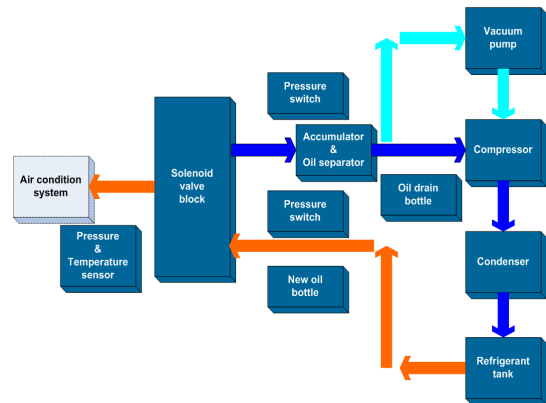 Vacuum
pump
Pressure
switch
Accumulator
&
Oil separator
Compressor
Solenoid
valve
block
Air condition
system
Oil drain
bottle
Pressure
switch
Pressure
&
Temperature
sensor
New oil
bottle
Condenser
Refrigerant
tank